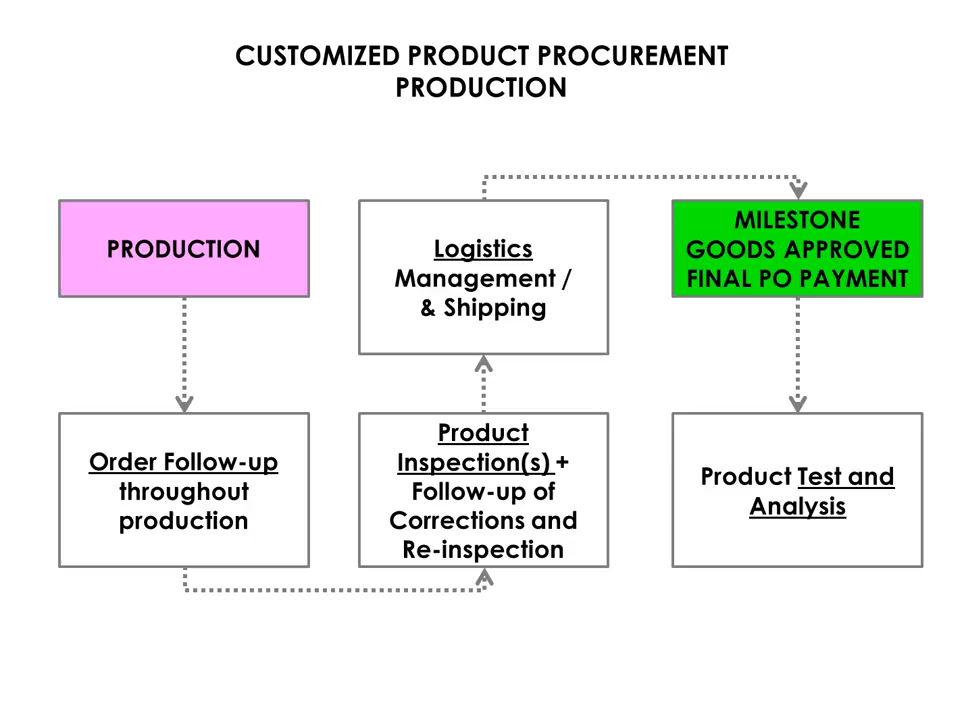 CUSTOMIZED PRODUCT PROCUREMENT
PRODUCTION
PRODUCTION
Order Follow-up
throughout
production
Product
Inspection(s) +
Follow-up of
Corrections and
Re-inspection
Logistics
Management /
& Shipping
MILESTONE
GOODS APPROVED
FINAL PO PAYMENT
Product Test and
Analysis